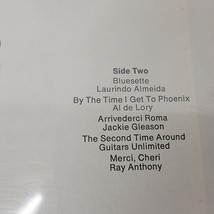 Side Two
Bluesette
Laurindo Almeida
By The Time I Get To Phoenix
Al de Lory
Arrivederci Roma
Jackie Gleason
The Second Time Around
Guitars Unlimited
Merci, Cheri
Ray Anthony